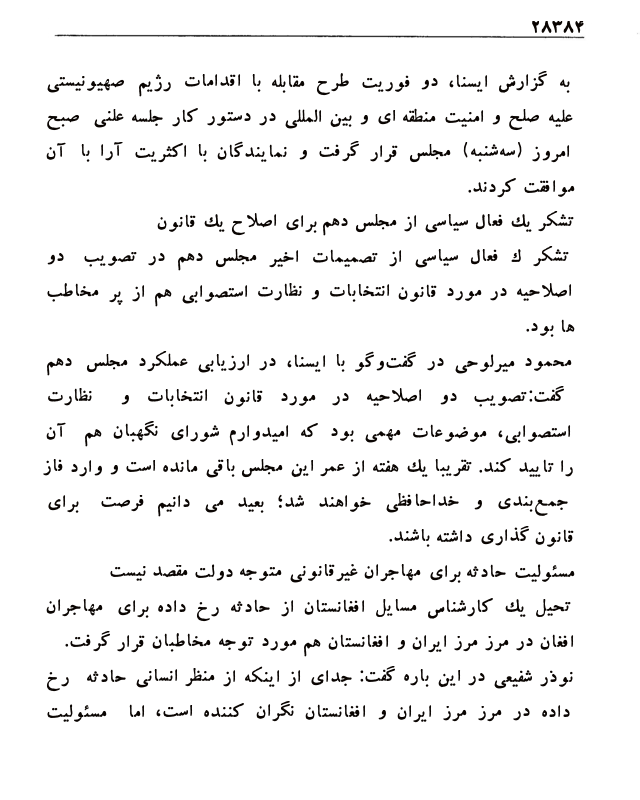 ۲۸۳۸۴
به گزارش ایسنا، دو فوریت طرح مقابله با اقدامات رژیم صهیونیستی
علیه صلح و امنیت منطقه ای و بین المللی در دستور کار جلسه علنی صبح
امروز (سه‌شنبه) مجلس قرار گرفت و نمایندگان با اکثریت آرا با آن
موافقت کردند.
تشکر یك فعال سیاسی از مجلس دهم برای اصلاح یك قانون
تشکر ك فعال سیاسی از تصمیمات اخیر مجلس دهم در تصویب دو
اصلاحیه در مورد قانون انتخابات و نظارت استصوابی هم از پر مخاطب
ها بود.
محمود میرلوحی در گفت‌وگو با ایسنا، در ارزیابی عملکرد مجلس دهم
گفت:تصویب دو اصلاحیه در مورد قانون انتخابات و نظارت
استصوابی، موضوعات مهمی بود که امیدوارم شورای نگهبان هم آن
را تایید کند. تقریبا یك هفته از عمر این مجلس باقی مانده است و وارد فاز
جمع‌بندی و خداحافظی خواهند شد؛ بعید می دانیم فرصت برای
قانون گذاری داشته باشند.
مسئولیت حادثه برای مهاجران غیرقانونی متوجه دولت مقصد نیست
تحیل یك کارشناس مسایل افغانستان از حادثه رخ داده برای مهاجران
افغان در مرز مرز ایران و افغانستان هم مورد توجه مخاطبان قرار گرفت.
نوذر شفیعی در این باره گفت: جدای از اینکه از منظر انسانی حادثه رخ
داده در مرز مرز ایران و افغانستان نگران کننده است، اما مسئولیت